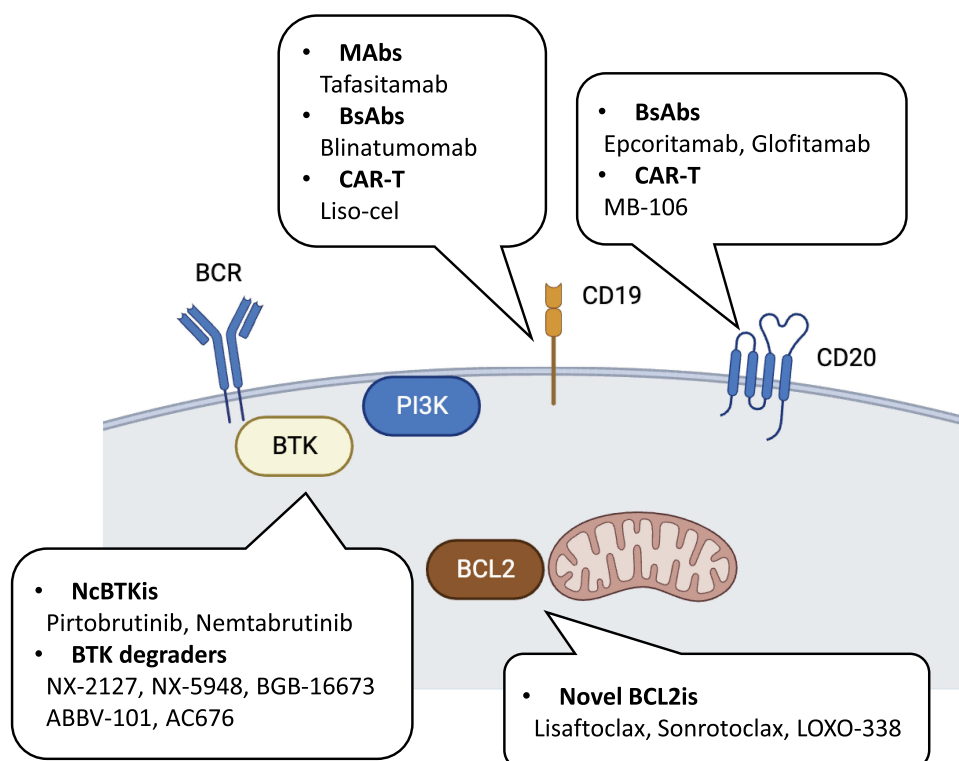 • MAbs
Tafasitamab
• BsAbs
Blinatumomab
• CAR-T
Liso-cel
• BsAbs
Epcoritamab, Glofitamab
• CAR-T
MB-106
BCR
CD19
CD20
PI3K
BTK
BCL2
• NcBTKis
Pirtobrutinib, Nemtabrutinib
• BTK degraders
NX-2127, NX-5948, BGB-16673
ABBV-101, AC676
• Novel BCL2is
Lisaftoclax, Sonrotoclax, LOXO-338